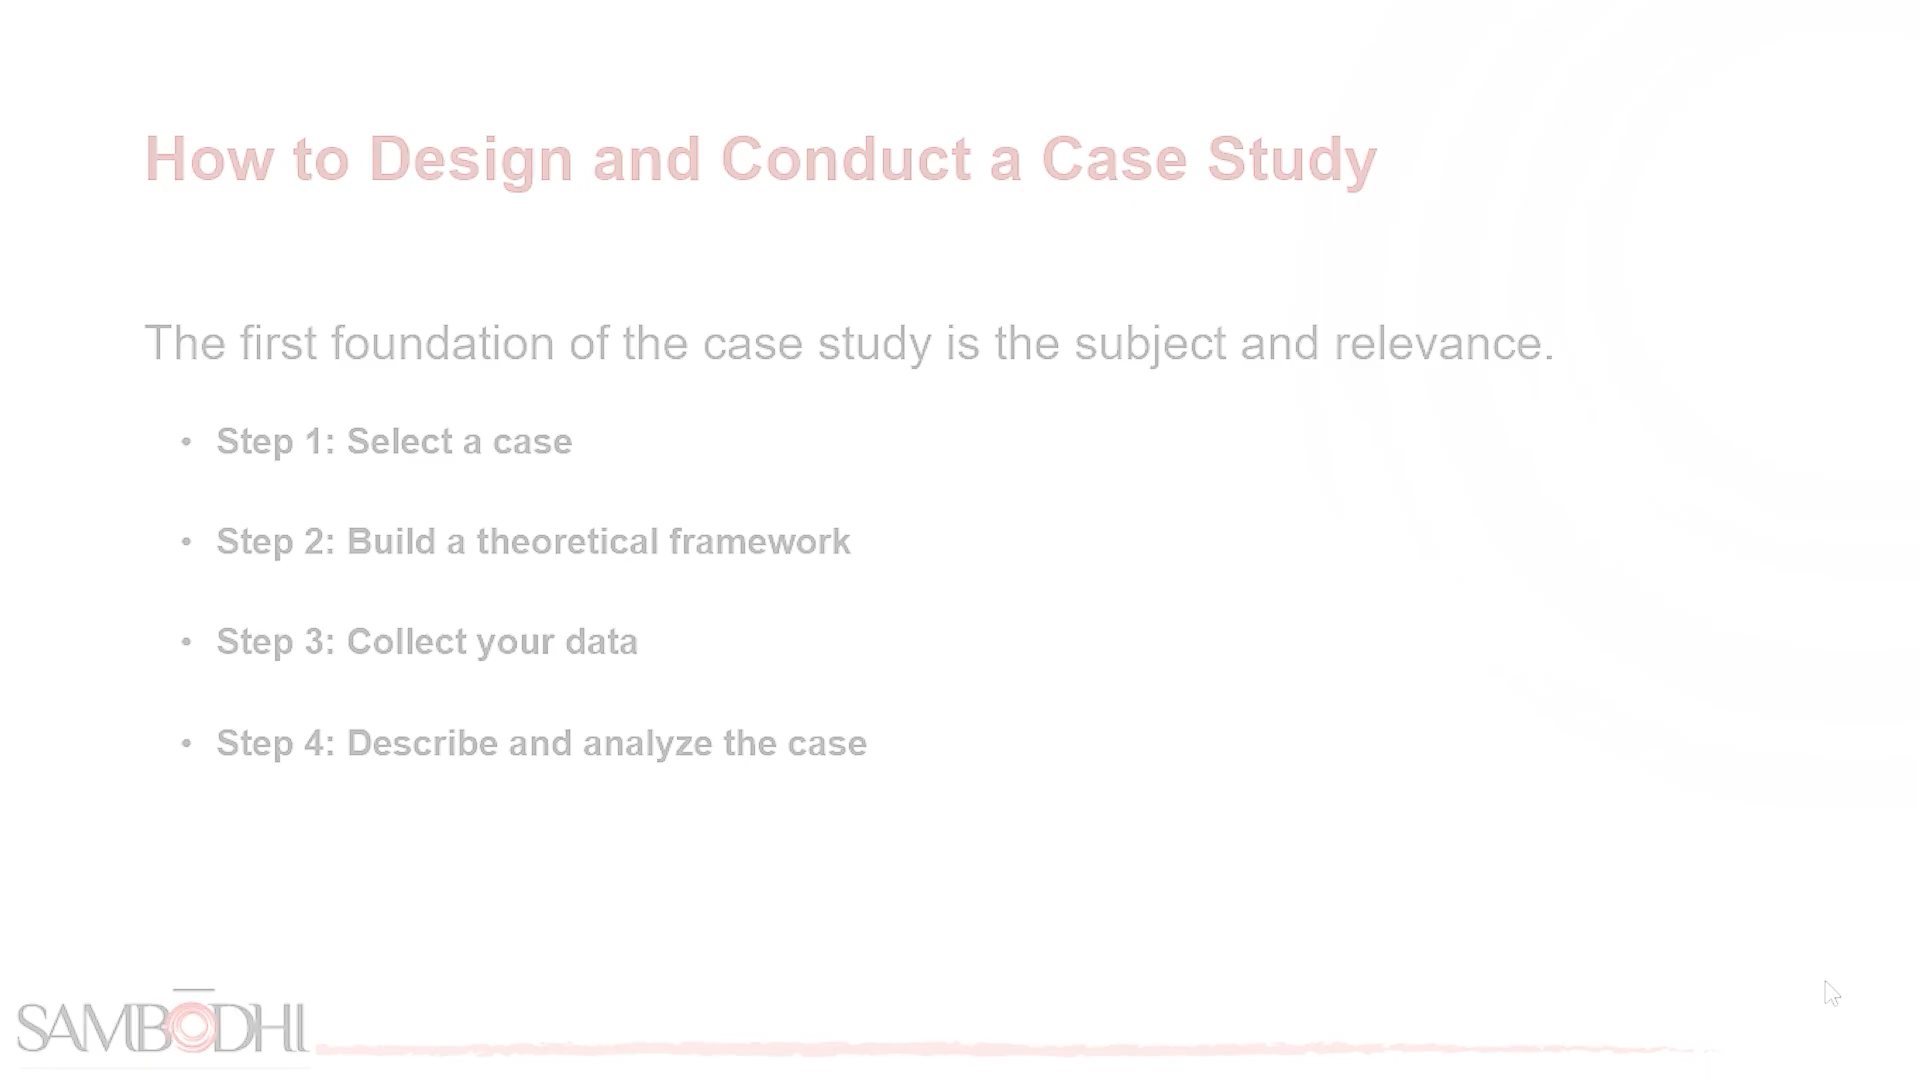 How to Design and Conduct a Case Study
The first foundation of the case study is the subject and relevance.
• Step 1: Select a case
• Step 2: Build a theoretical framework
• Step 3: Collect your data
• Step 4: Describe and analyze the case
SAMBŌDHI